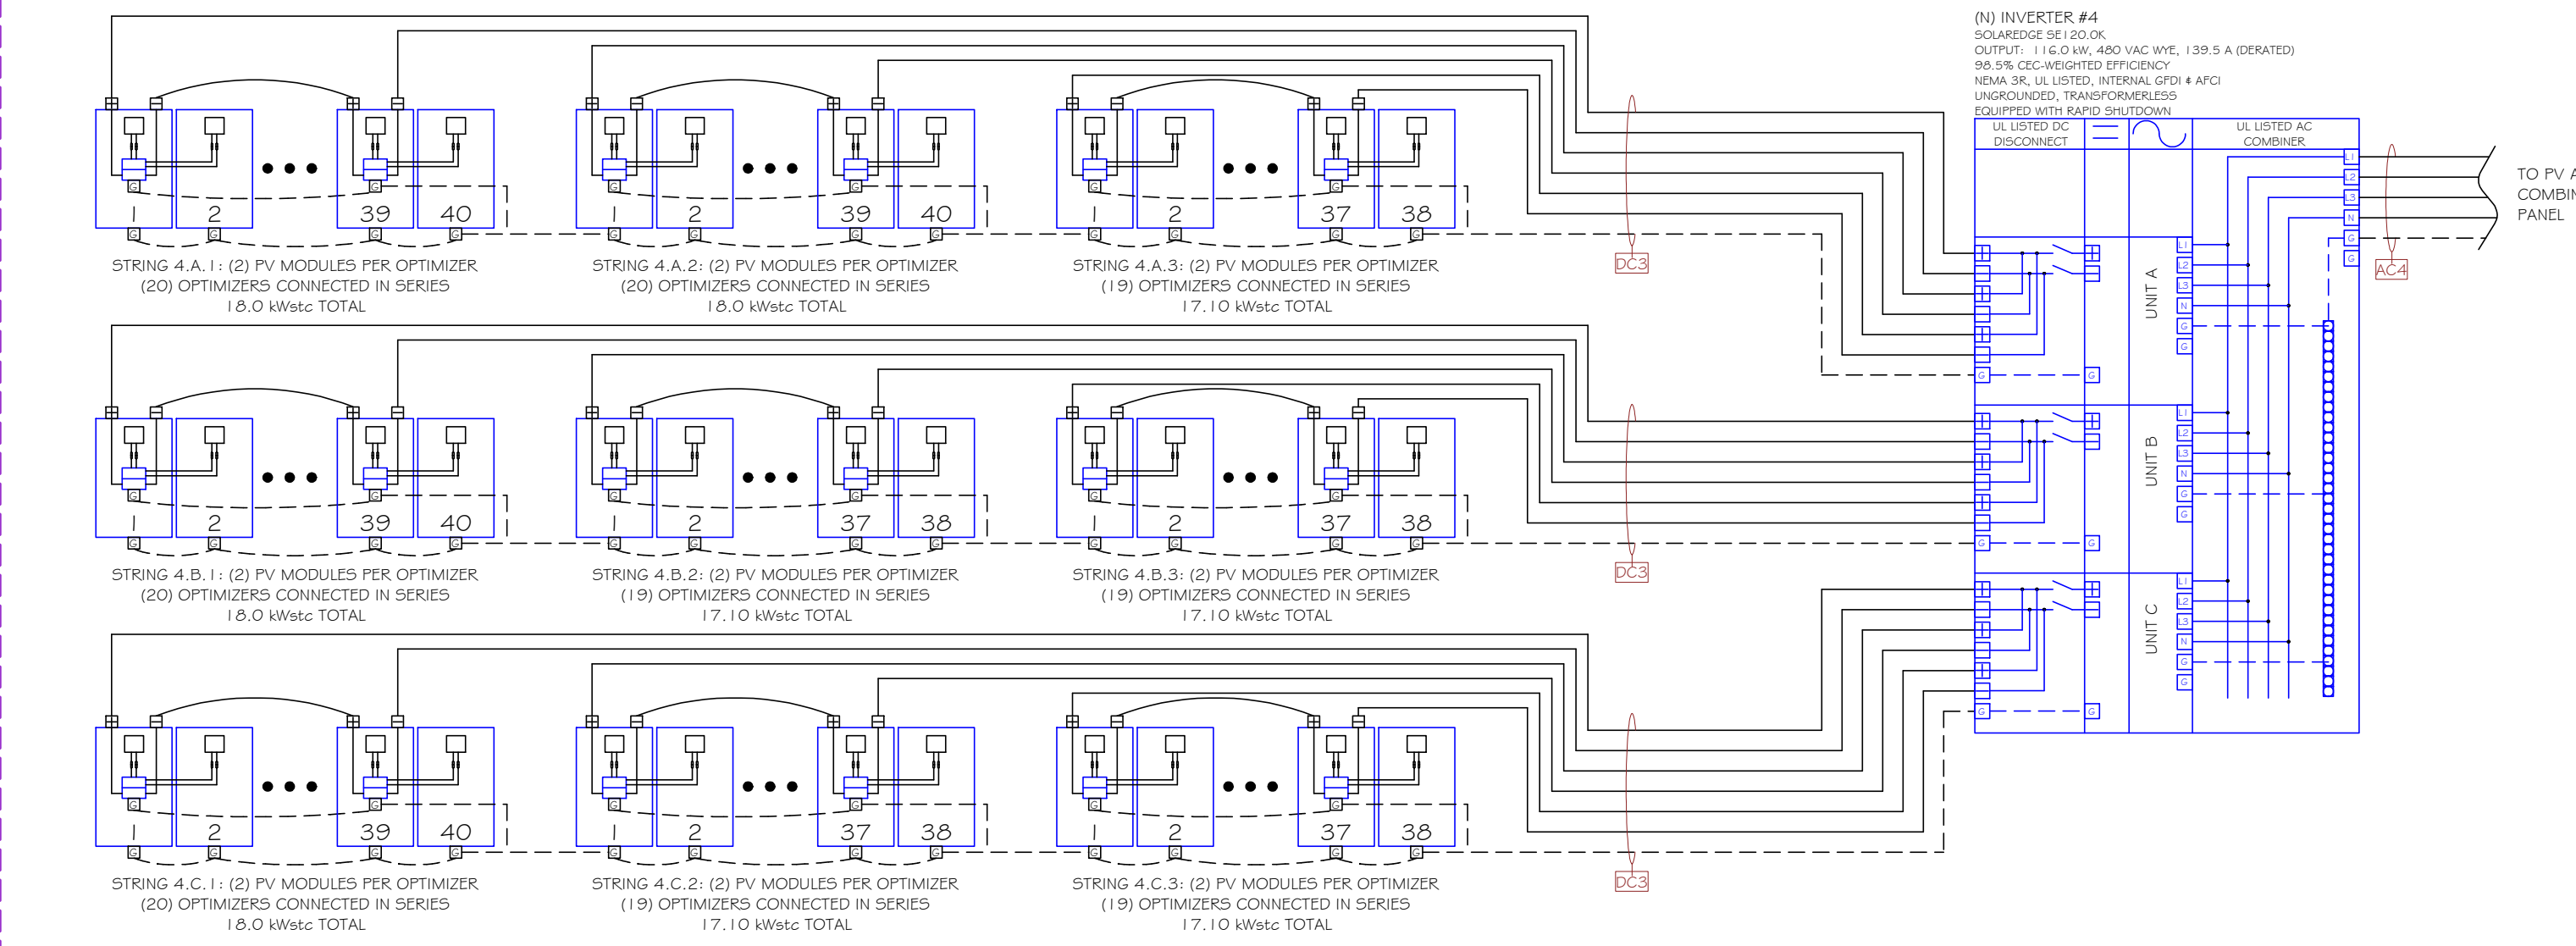 (N) INVERTER #4
SOLAREDGE SE120.0K
OUTPUT: 116.0 kW, 480 VAC WYE, 139.5 A (DERATED)
98.5% CEC-WEIGHTED EFFICIENCY
NEMA 3R, UL LISTED, INTERNAL GFDI & AFCI
UNGROUNDED, TRANSFORMERLESS
EQUIPPED WITH RAPID SHUTDOWN
UL LISTED DC
DISCONNECT
UL LISTED AC
COMBINER
L1
L2
L3
N
G
G
TO PV A
COMBIN
PANEL
AC4
G G G G G G
1 2 39 40 1 2 39 40 1 2 37 38
G G G G G G G G G G G G
DC3
STRING 4.A.1: (2) PV MODULES PER OPTIMIZER
(20) OPTIMIZERS CONNECTED IN SERIES
18.0 kWstc TOTAL
STRING 4.A.2: (2) PV MODULES PER OPTIMIZER
(20) OPTIMIZERS CONNECTED IN SERIES
18.0 kWstc TOTAL
STRING 4.A.3: (2) PV MODULES PER OPTIMIZER
(19) OPTIMIZERS CONNECTED IN SERIES
17.10 kWstc TOTAL
UNIT A
L1
L2
L3
N
G
G
G G
G G G G G G
1 2 39 40 1 2 37 38 1 2 37 38
G G G G G G G G G G G G
DC3
STRING 4.B.1: (2) PV MODULES PER OPTIMIZER
(20) OPTIMIZERS CONNECTED IN SERIES
18.0 kWstc TOTAL
STRING 4.B.2: (2) PV MODULES PER OPTIMIZER
(19) OPTIMIZERS CONNECTED IN SERIES
17.10 kWstc TOTAL
STRING 4.B.3: (2) PV MODULES PER OPTIMIZER
(19) OPTIMIZERS CONNECTED IN SERIES
17.10 kWstc TOTAL
UNIT B
L1
L2
L3
N
G
G
G G
G G G G G G
1 2 39 40 1 2 37 38 1 2 37 38
G G G G G G G G G G G G
DC3
STRING 4.C.1: (2) PV MODULES PER OPTIMIZER
(20) OPTIMIZERS CONNECTED IN SERIES
18.0 kWstc TOTAL
STRING 4.C.2: (2) PV MODULES PER OPTIMIZER
(19) OPTIMIZERS CONNECTED IN SERIES
17.10 kWstc TOTAL
STRING 4.C.3: (2) PV MODULES PER OPTIMIZER
(19) OPTIMIZERS CONNECTED IN SERIES
17.10 kWstc TOTAL
UNIT C
L1
L2
L3
N
G
G
G G